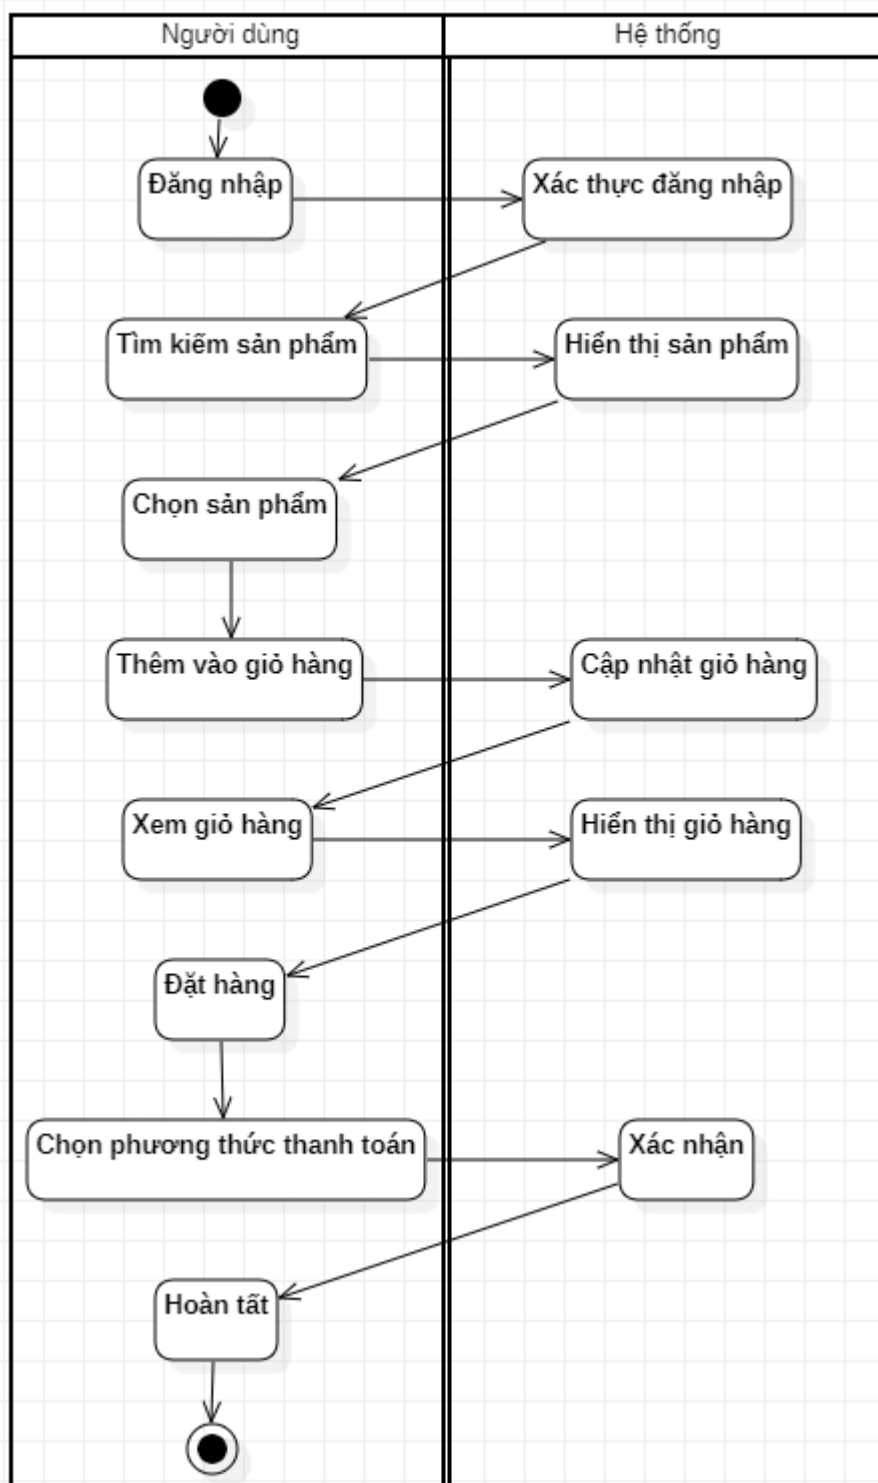 Người dùng
Hệ thống
Đăng nhập
Xác thực đăng nhập
Tìm kiếm sản phẩm
Hiển thị sản phẩm
Chọn sản phẩm
Thêm vào giỏ hàng
Cập nhật giỏ hàng
Xem giỏ hàng
Hiển thị giỏ hàng
Đặt hàng
Chọn phương thức thanh toán
Xác nhận
Hoàn tất